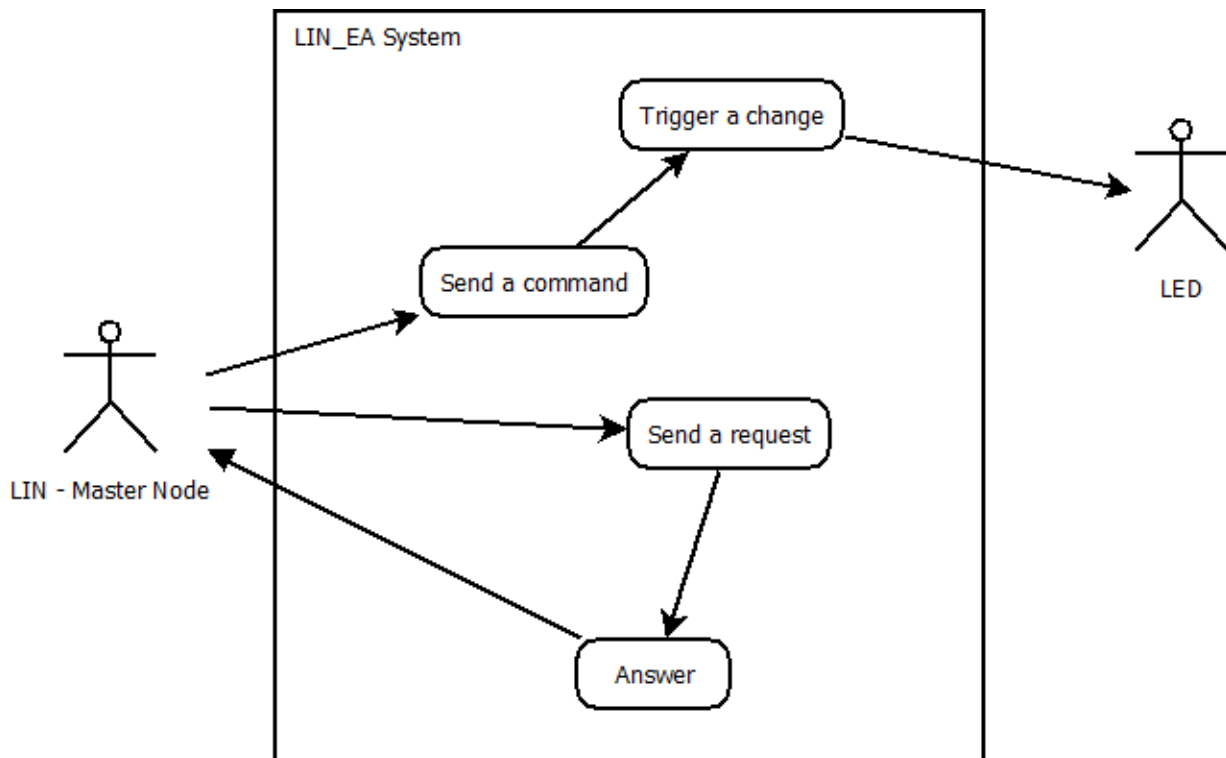 LIN_EA System
Trigger a change
Send a command
LED
Send a request
LIN - Master Node
Answer